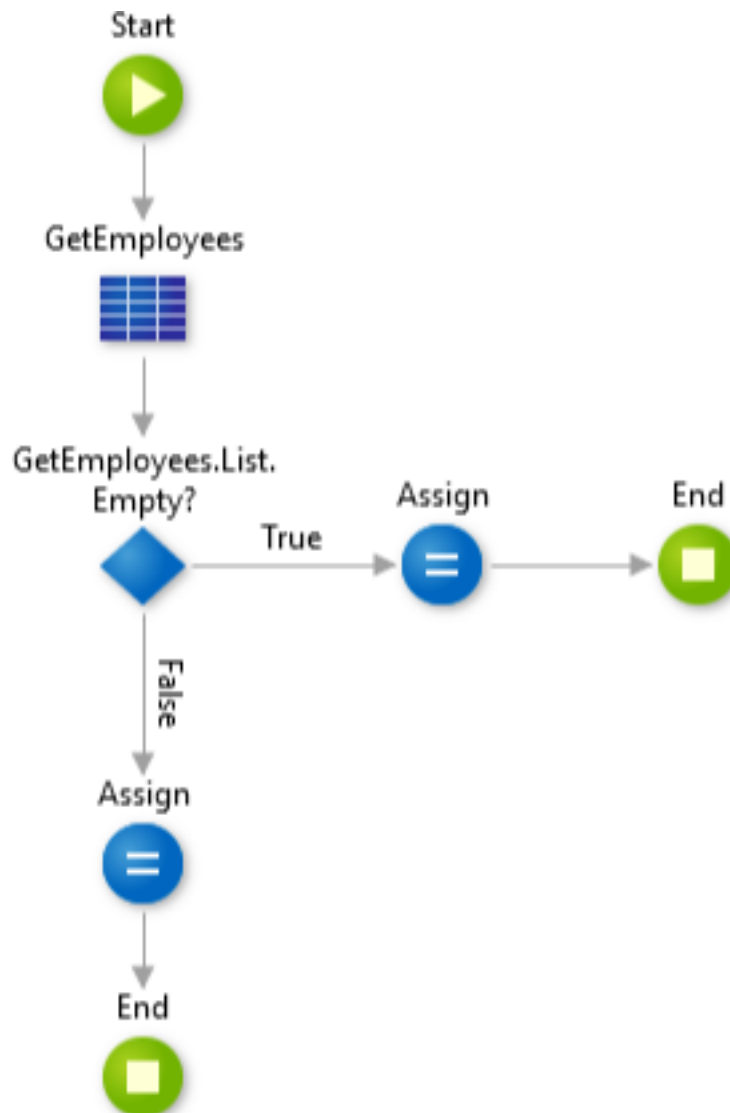 Start
GetEmployees
GetEmployees.List.
Empty?
True
Assign
End
False
Assign
End